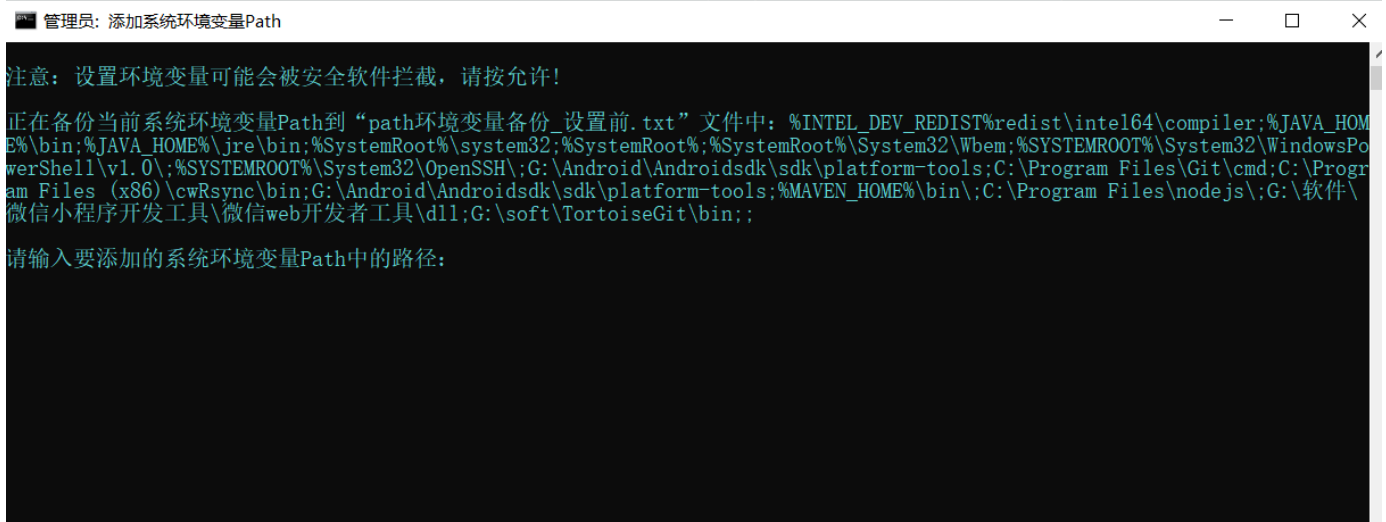 管理员: 添加系统环境变量Path
注意：设置环境变量可能会被安全软件拦截，请按允许!
正在备份当前系统环境变量Path到“path环境变量备份_设置前.txt”文件中：%INTEL_DEV_REDIST%redist\intel64\compiler;%JAVA_HOM
E%\bin;%JAVA_HOME%\jre\bin;%SystemRoot%\system32;%SystemRoot%;%SystemRoot%\System32\Wbem;%SYSTEMROOT%\System32\WindowsPo
werShell\v1.0\;%SYSTEMROOT%\System32\OpenSSH\;G:\Android\Androidsdk\sdk\platform-tools;C:\Program Files\Git\cmd;C:\Progr
am Files (x86)\cwRsync\bin;G:\Android\Androidsdk\sdk\platform-tools;%MAVEN_HOME%\bin\;C:\Program Files\nodejs\;G:\软件\
微信小程序开发工具\微信web开发者工具\dll;G:\soft\TortoiseGit\bin;;
请输入要添加的系统环境变量Path中的路径：